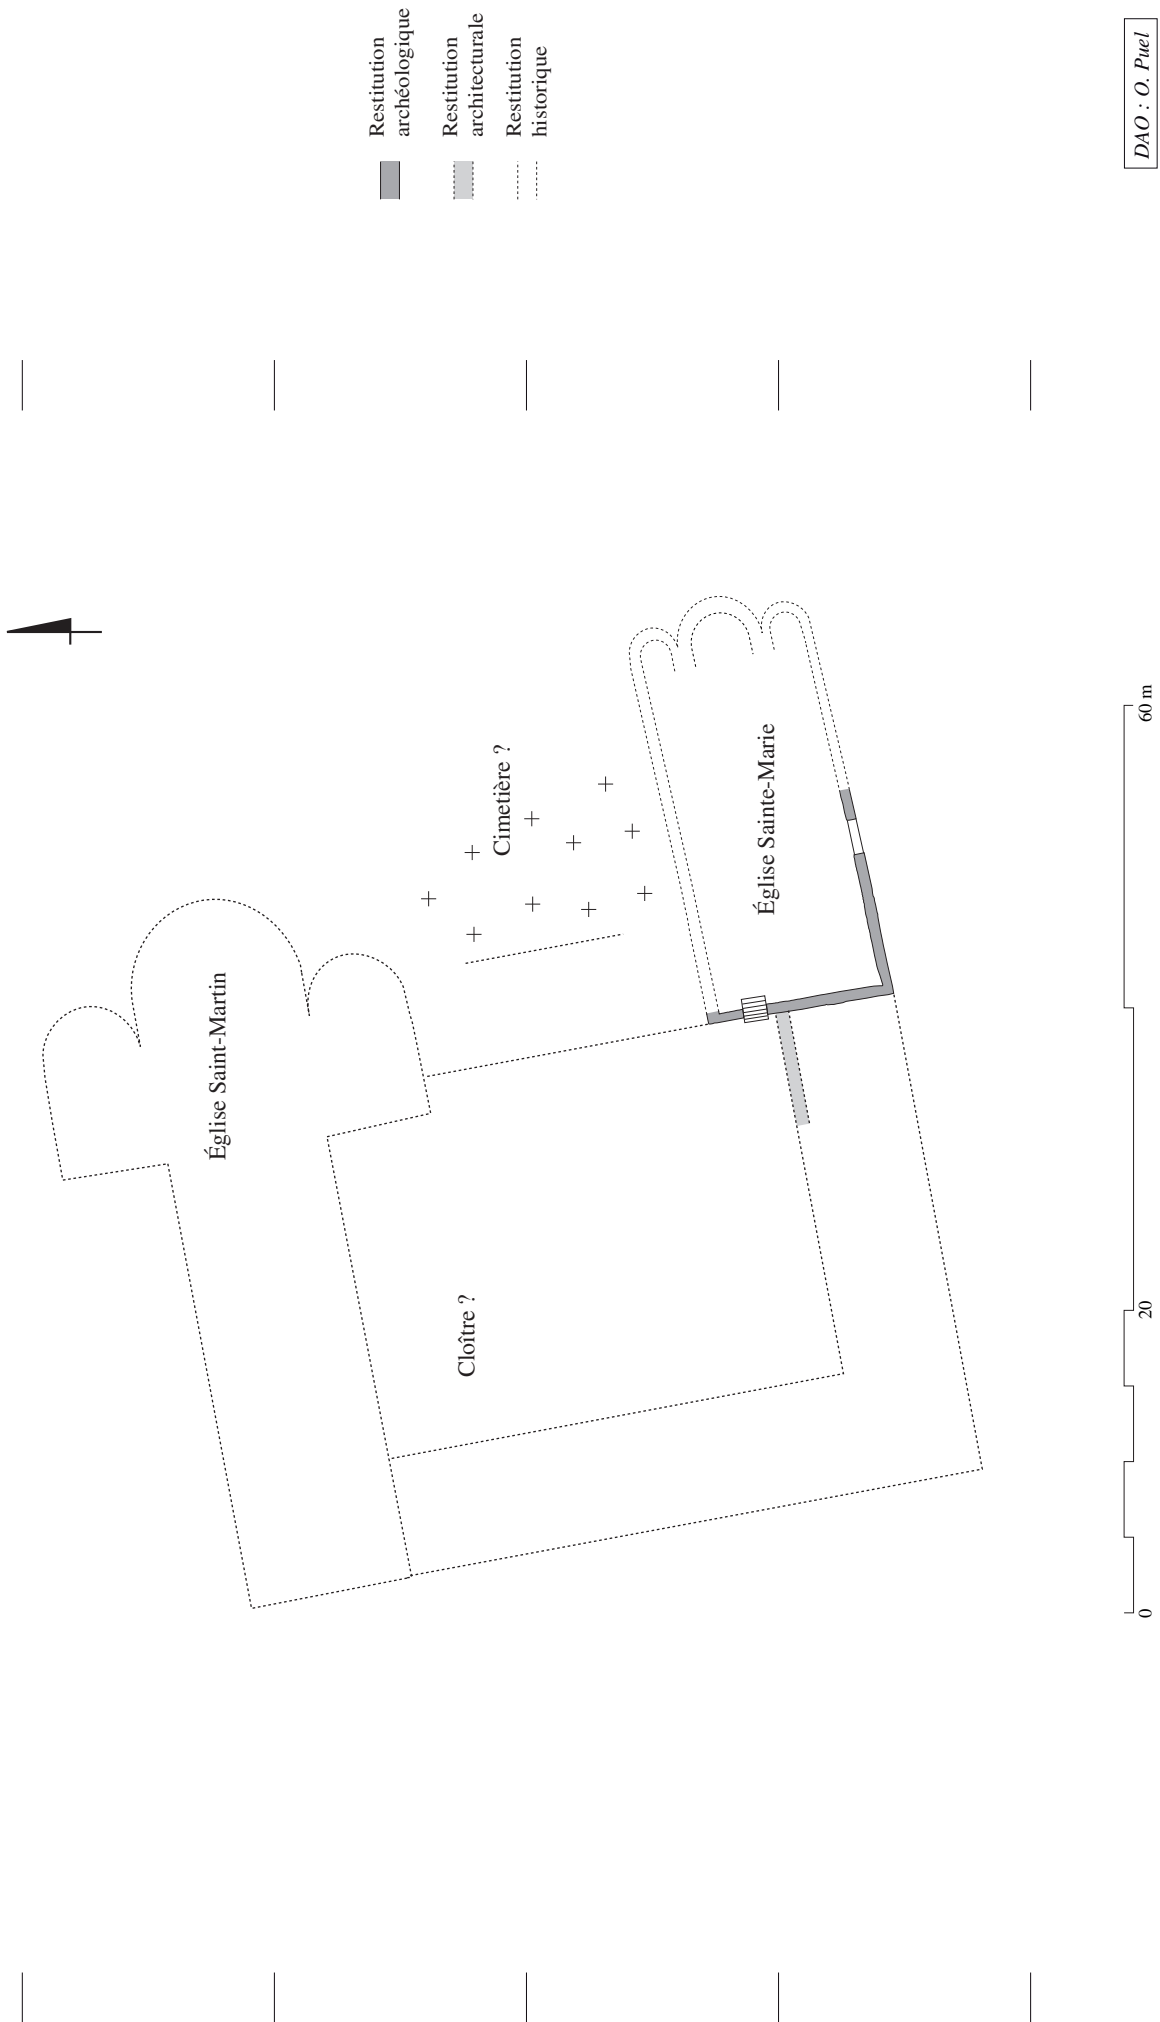 Restitution
archéologique
Restitution
architecturale
Restitution
historique
Église Saint-Martin
Cimetière ?
Cloître ?
Église Sainte-Marie
0
20
60 m
DAO : O. Puel